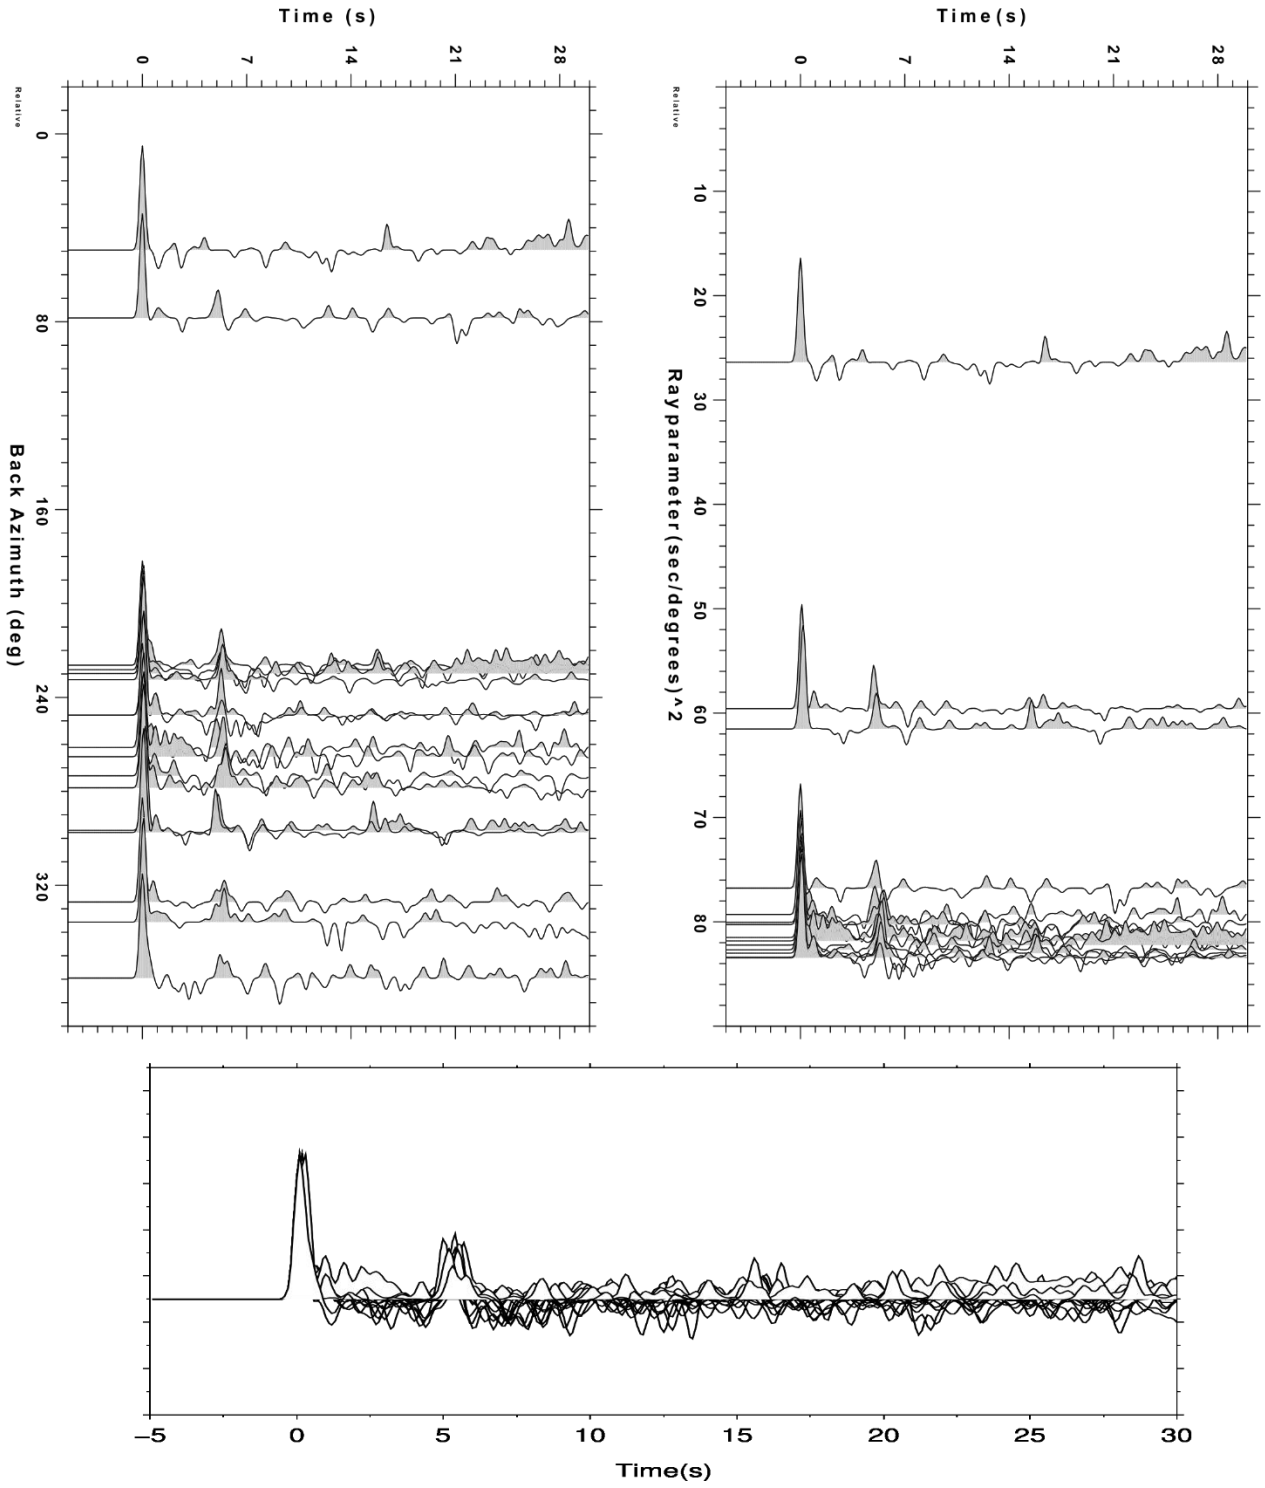 Time (s)
0 7 14 21 28
Relative
0
80
160
240
320
Back Azimuth (deg)
Time(s)
0 7 14 21 28
Relative
10
20
30
40
50
60
70
80
Rayparameter(sec/degrees)^2
−5 0 5 10 15 20 25 30
Time(s)